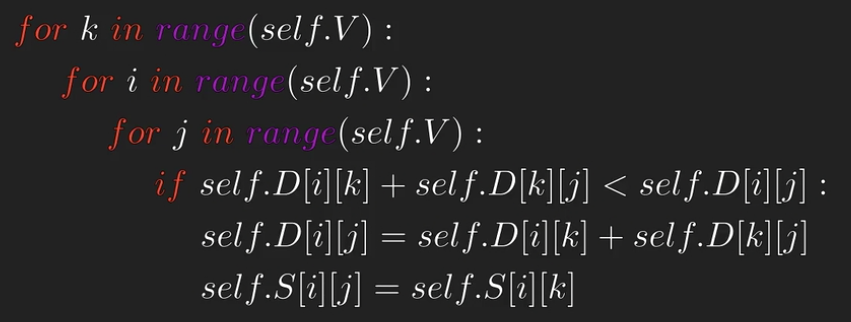 for k in range(self.V) :
for i in range(self.V) :
for j in range(self.V) :
if self.D[i][k] + self.D[k][j] < self.D[i][j] :
self.D[i][j] = self.D[i][k] + self.D[k][j]
self.S[i][j] = self.S[i][k]